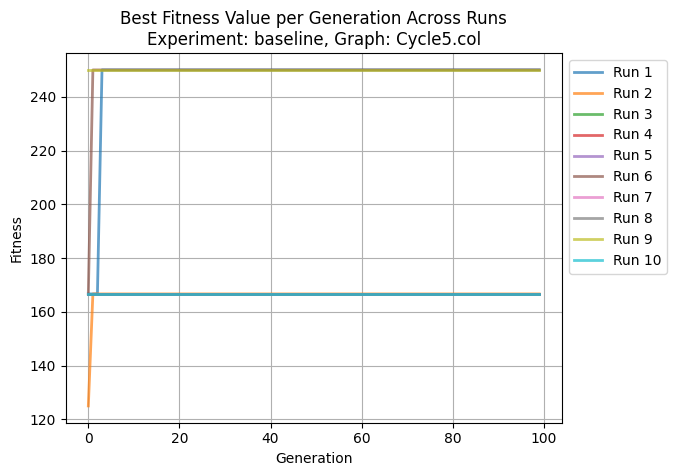 Best Fitness Value per Generation Across Runs
Experiment: baseline, Graph: Cycle5.col
Fitness
240
220
200
180
160
140
120
0 20 40 60 80 100
Generation
Run 1
Run 2
Run 3
Run 4
Run 5
Run 6
Run 7
Run 8
Run 9
Run 10